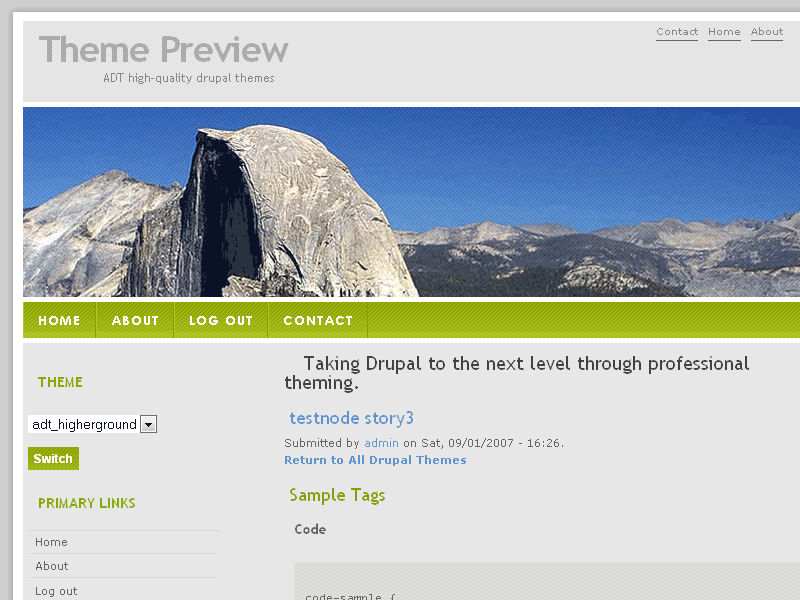 Theme Preview
ADT high-quality drupal themes
Contact Home About
HOME ABOUT LOG OUT CONTACT
THEME
adt_higherground
Switch
PRIMARY LINKS
Home
About
Log out
Taking Drupal to the next level through professional
theming.
testnode story3
Submitted by admin on Sat, 09/01/2007 - 16:26.
Return to All Drupal Themes
Sample Tags
Code
code-sample {